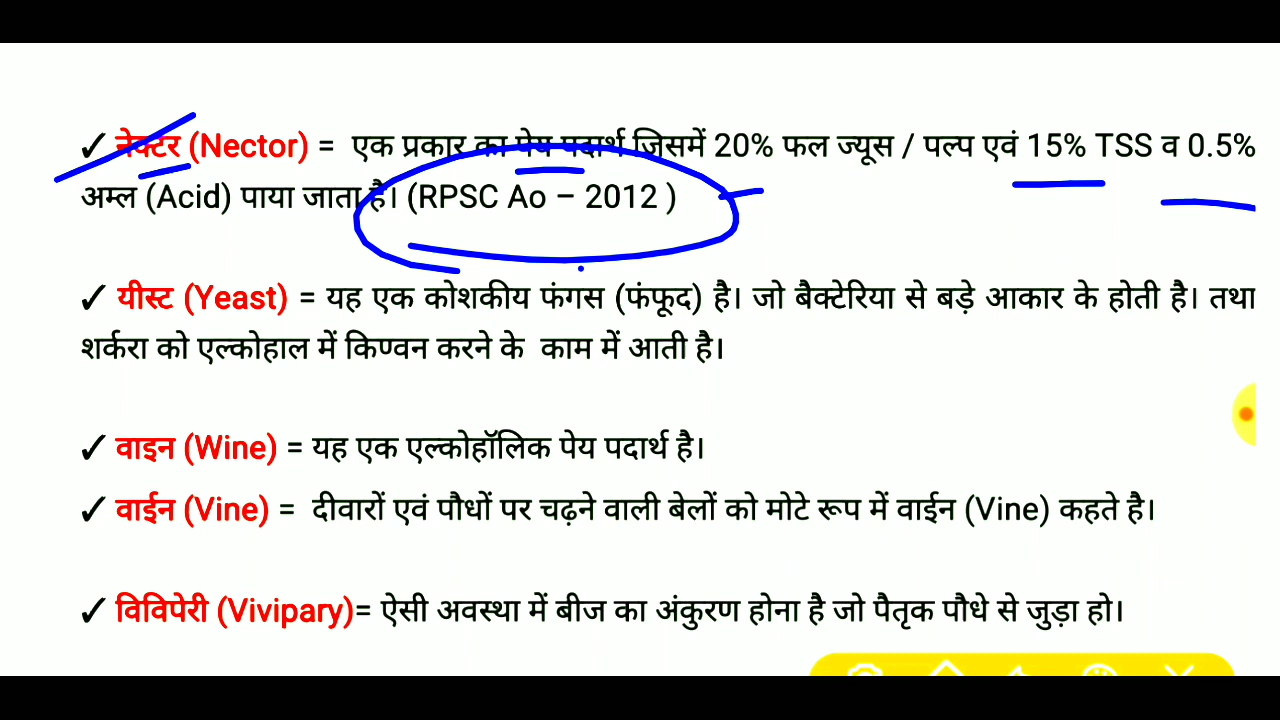 ✓ नेक्टर (Nector) = एक प्रकार का पेय पदार्थ जिसमें 20% फल ज्यूस / पल्प एवं 15% TSS व 0.5%
अम्ल (Acid) पाया जाता है। (RPSC Ao – 2012 )
✓ यीस्ट (Yeast) = यह एक कोशकीय फंगस (फंफूद) है। जो बैक्टेरिया से बड़े आकार के होती है। तथा
शर्करा को एल्कोहाल में किण्वन करने के काम में आती है।
✓ वाइन (Wine) = यह एक एल्कोहॉलिक पेय पदार्थ है।
✓ वाईन (Vine) = दीवारों एवं पौधों पर चढ़ने वाली बेलों को मोटे रूप में वाईन (Vine) कहते है।
✓ विविपेरी (Vivipary)= ऐसी अवस्था में बीज का अंकुरण होना है जो पैतृक पौधे से जुड़ा हो।